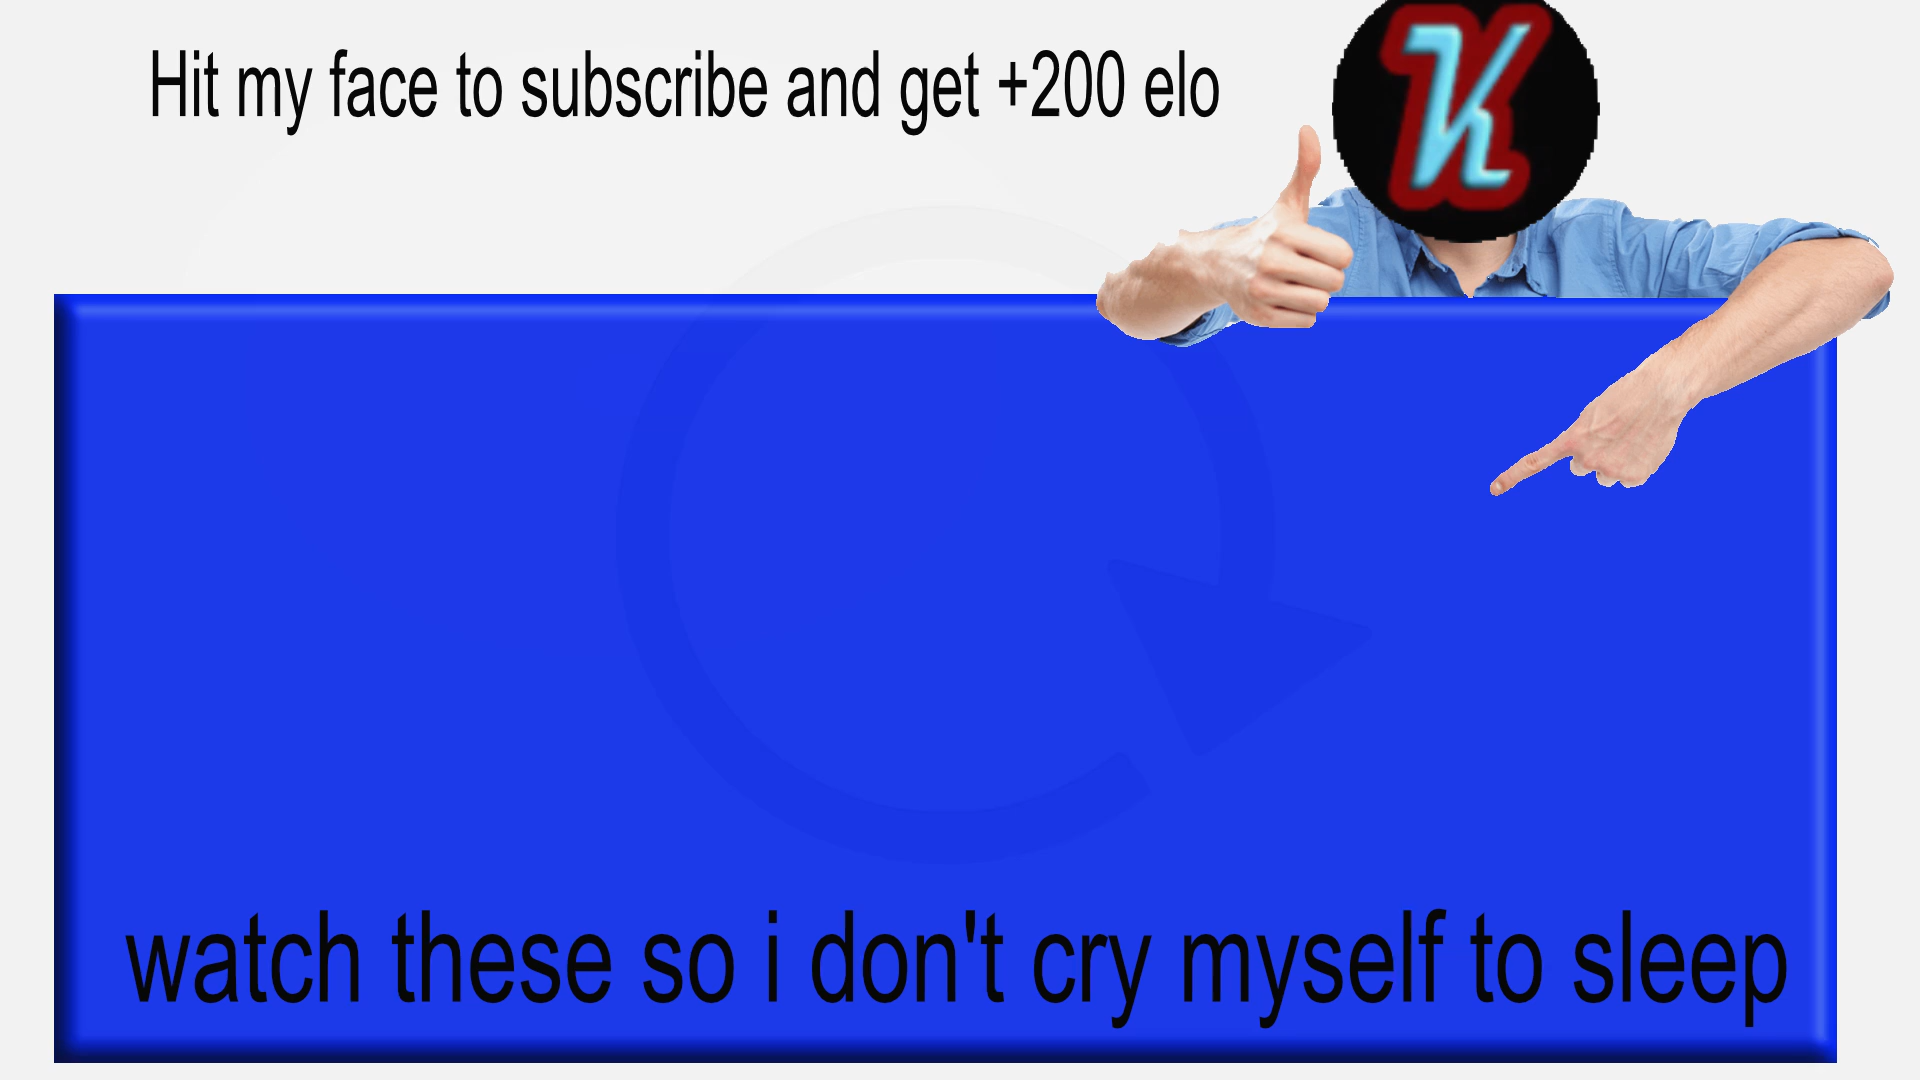 Hit my face to subscribe and get +200 elo
K
watch these so i don't cry myself to sleep